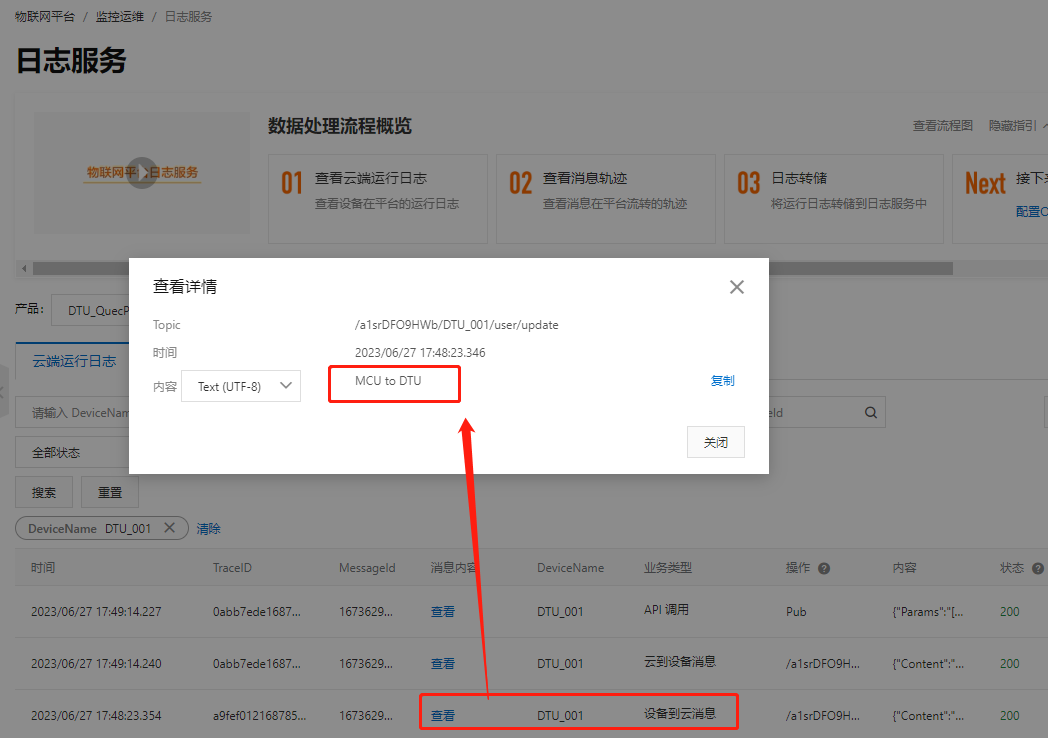 物联网平台 / 监控运维 / 日志服务
日志服务
数据处理流程概览
查看流程图 隐藏指引
物联网平 日志服务
01 查看云端运行日志
查看设备在平台的运行日志
02 查看消息轨迹
查看消息在平台流转的轨迹
03 日志转储
将运行日志转储到日志服务中
Next 接下
配置
查看详情
产品: DTU_QuecP
Topic /a1srDFO9HWb/DTU_001/user/update
时间 2023/06/27 17:48:23.346
内容 Text (UTF-8) MCU to DTU 复制
关闭
云端运行日志
请输入 DeviceNam
eId
全部状态
搜索 重置
DeviceName DTU_001 清除
时间 TraceID MessageId 消息内容 DeviceName 业务类型 操作 内容 状态
2023/06/27 17:49:14.227 0abb7ede1687... 1673629... 查看 DTU_001 API 调用 Pub {"Params":"[... 200
2023/06/27 17:49:14.240 0abb7ede1687... 1673629... 查看 DTU_001 云到设备消息 /a1srDFO9H... {"Content":"... 200
2023/06/27 17:48:23.354 a9fef012168785... 1673629... 查看 DTU_001 设备到云消息 /a1srDFO9H... {"Content":"... 200